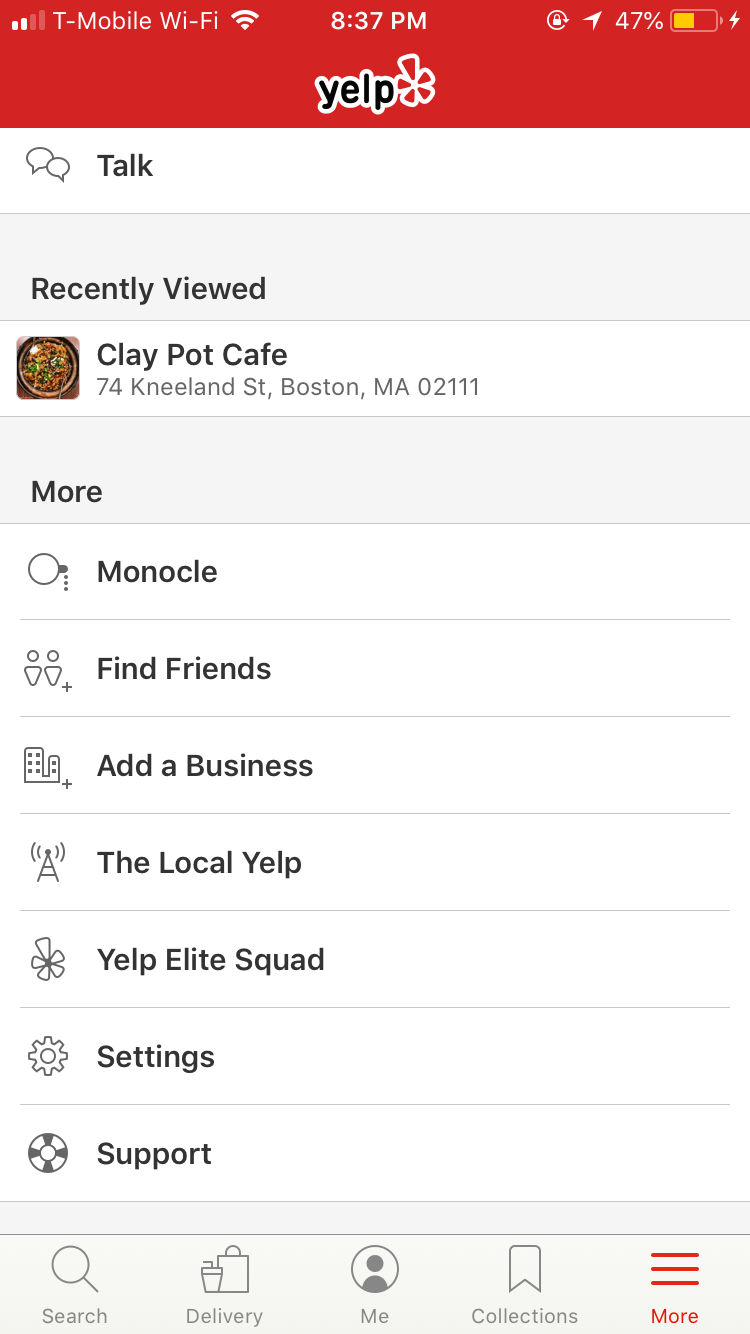 T-Mobile Wi-Fi 8:37 PM 47%
yelp
Talk
Recently Viewed
Clay Pot Cafe
74 Kneeland St, Boston, MA 02111
More
Monocle
Find Friends
Add a Business
The Local Yelp
Yelp Elite Squad
Settings
Support
Search Delivery Me Collections More